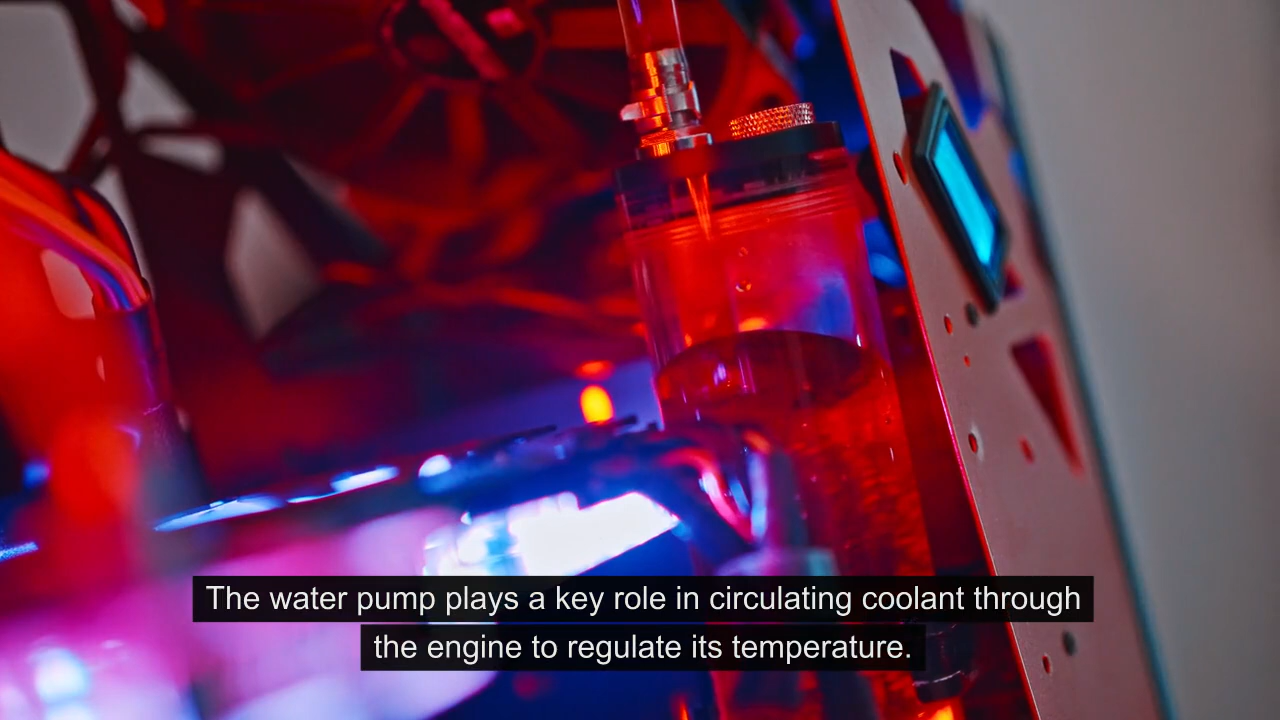 The water pump plays a key role in circulating coolant through
the engine to regulate its temperature.